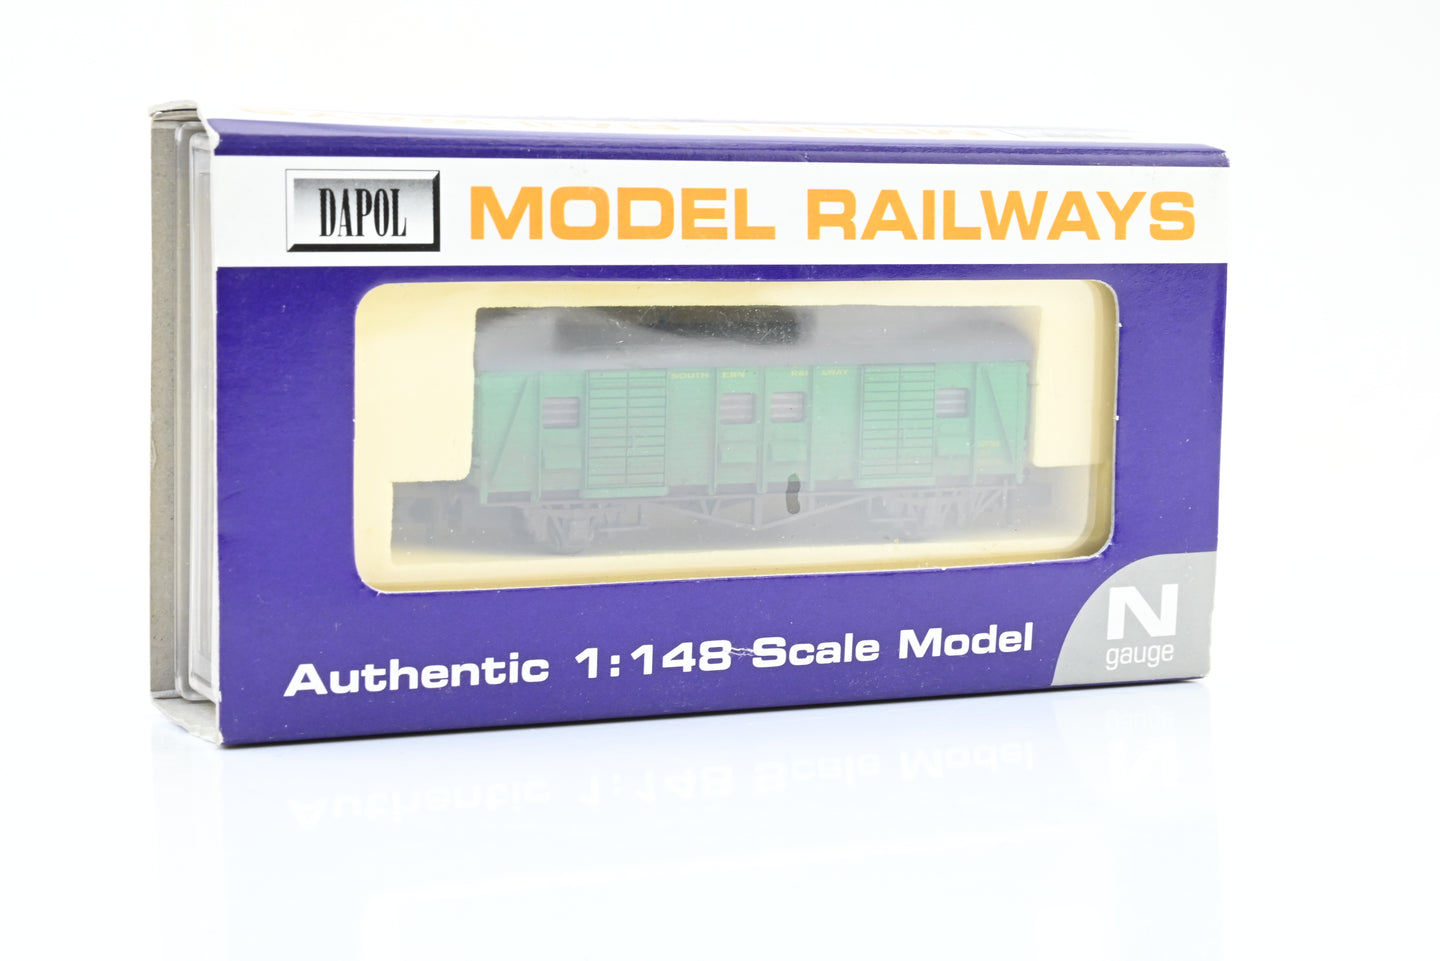 DAPOL
MODEL RAILWAYS
SOUTHERN RAILWAY
Authentic 1:148 Scale Model
N
gauge